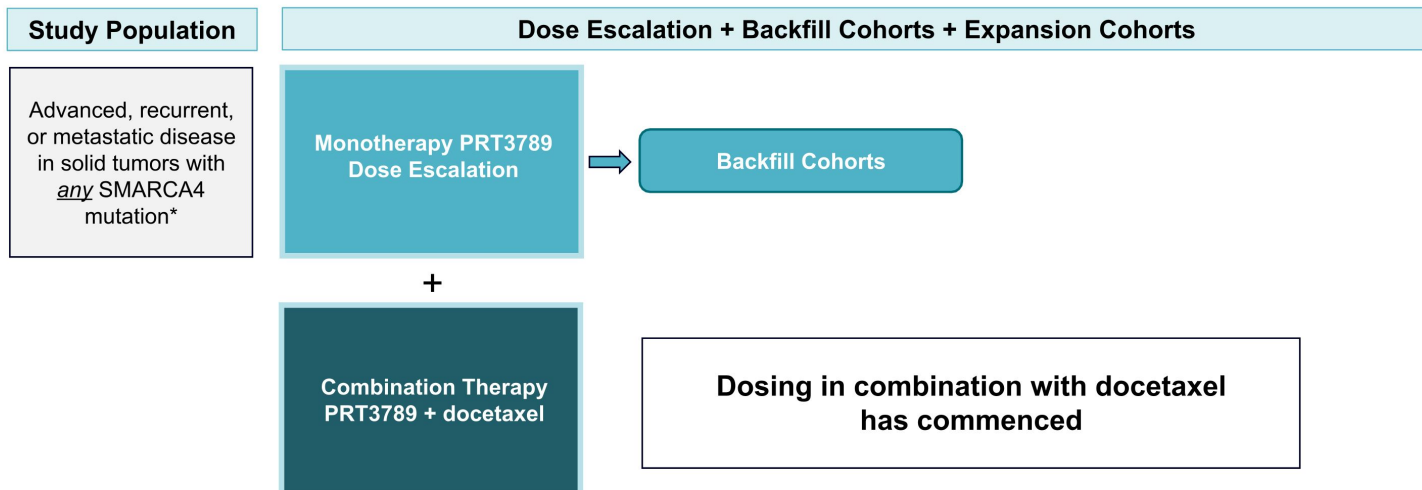 Study Population
Dose Escalation + Backfill Cohorts + Expansion Cohorts
Advanced, recurrent,
or metastatic disease
in solid tumors with
any SMARCA4
mutation*
Monotherapy PRT3789
Dose Escalation
Backfill Cohorts
+
Combination Therapy
PRT3789 + docetaxel
Dosing in combination with docetaxel
has commenced